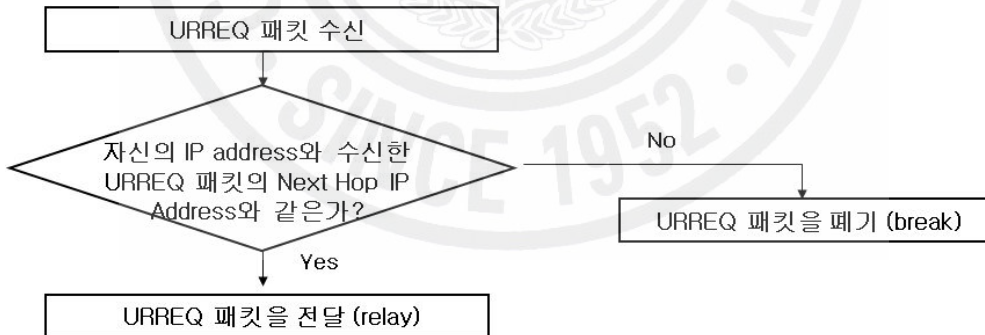 URREQ 패킷 수신
자신의 IP address와 수신한
URREQ 패킷의 Next Hop IP
Address와 같은가?
No
URREQ 패킷을 폐기 (break)
Yes
URREQ 패킷을 전달 (relay)
SINCE 1952